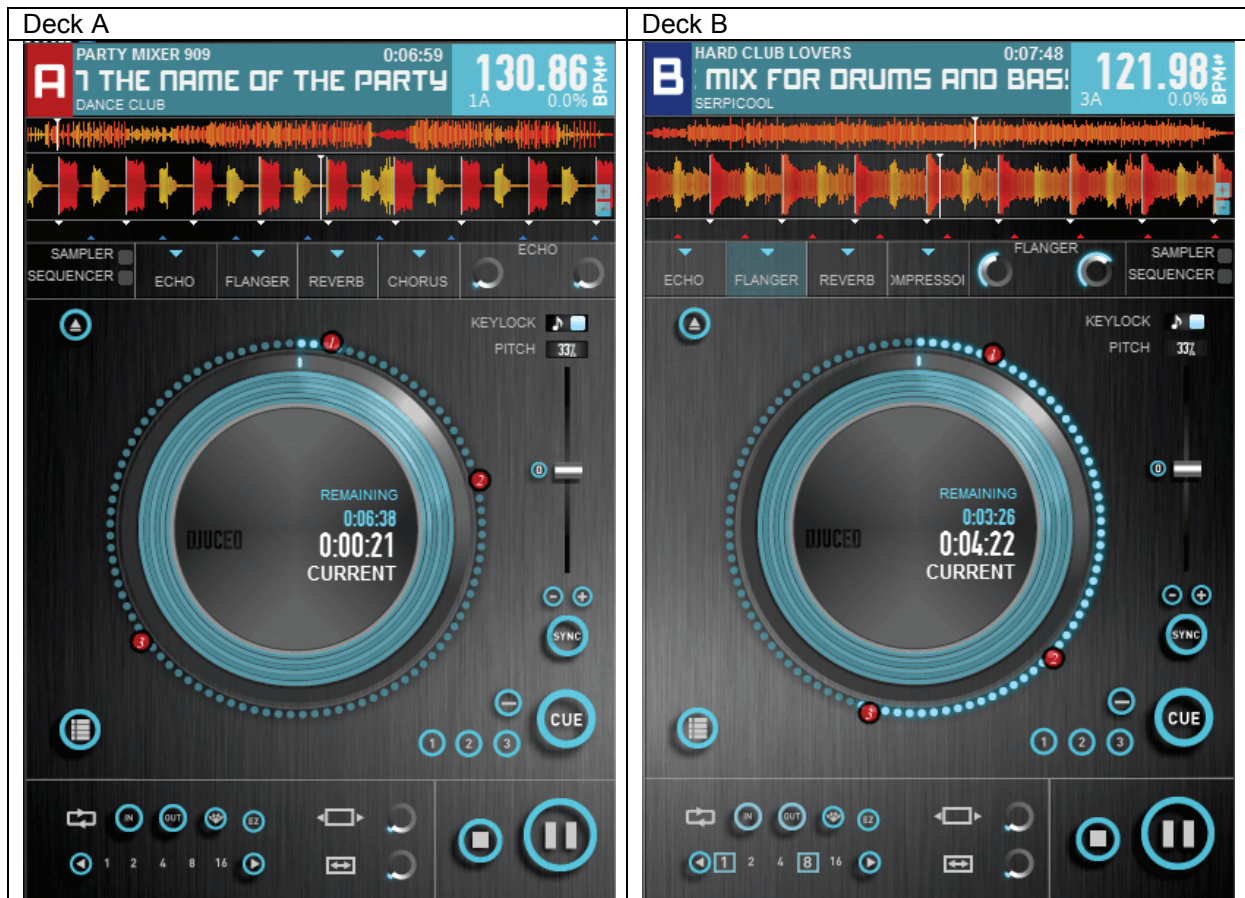 Deck A
A
PARTY MIXER 909 0:06:59
THE NAME OF THE PARTY
DANCE CLUB
130.86 BPM
1A 0.0%
SAMPLER
SEQUENCER
ECHO FLANGER REVERB CHORUS
ECHO
KEYLOCK
PITCH 33%
1
2
3
0
REMAINING
0:06:38
0:00:21
CURRENT
DJUCED
- +
SYNC
CUE
1 2 3
IN OUT EZ
1 2 4 8 16
Deck B
B
HARD CLUB LOVERS 0:07:48
MIX FOR DRUMS AND BASS
SERPICOOL
121.98 BPM
3A 0.0%
ECHO FLANGER REVERB OMPRESSOI
FLANGER
SAMPLER
SEQUENCER
KEYLOCK
PITCH 33%
1
2
3
0
REMAINING
0:03:26
0:04:22
CURRENT
DJUCED
- +
SYNC
CUE
1 2 3
IN OUT EZ
1 2 4 8 16